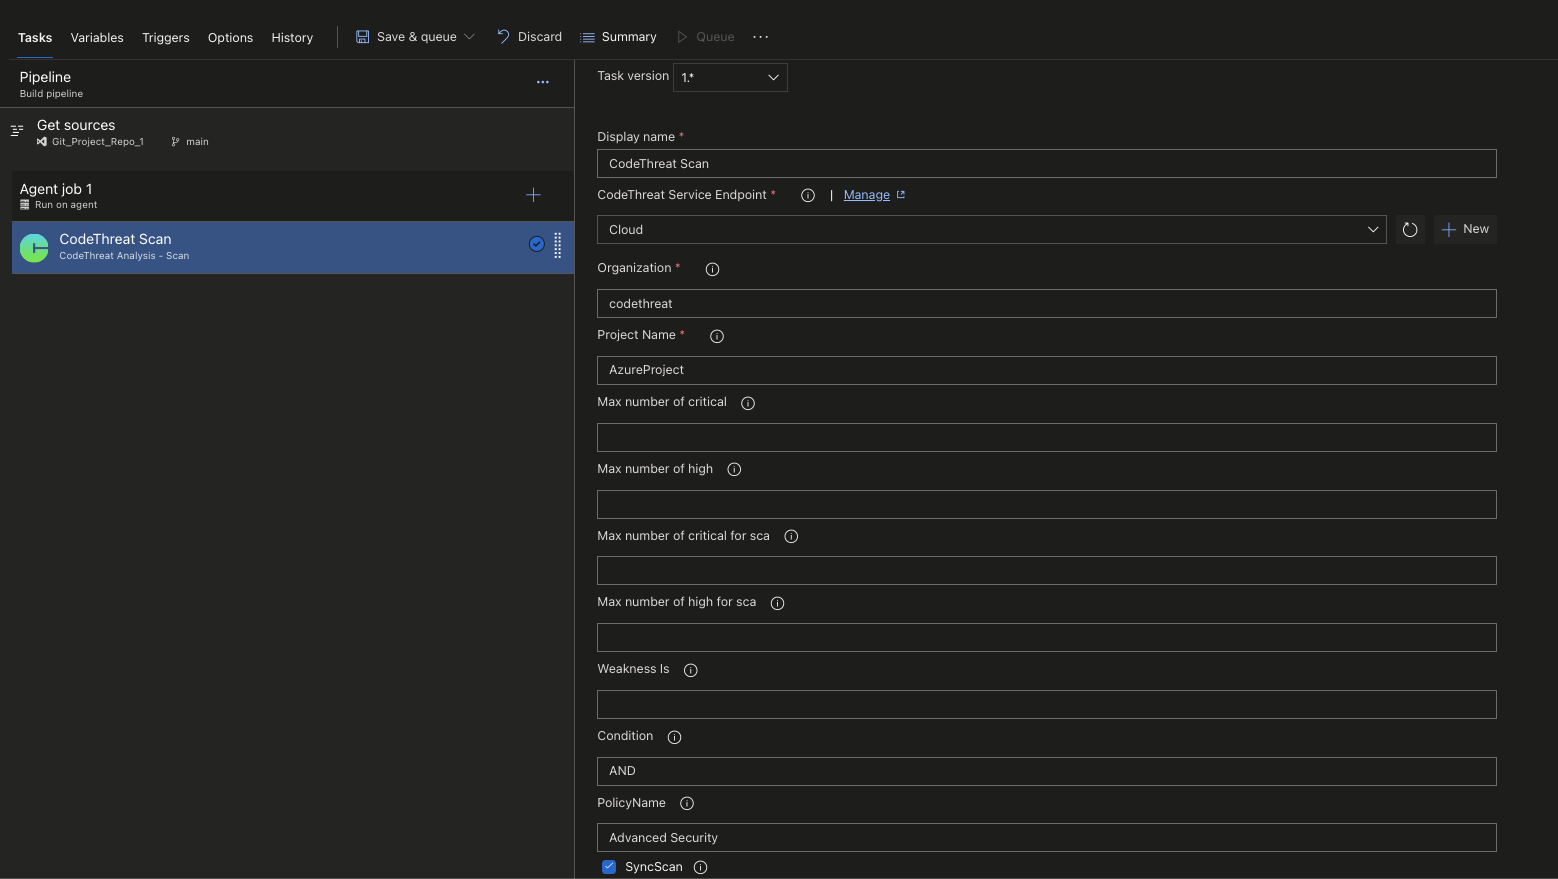 Tasks Variables Triggers Options History Save & queue Discard Summary Queue ...
Pipeline
Build pipeline
...
Get sources
Git_Project_Repo_1 main
Agent job 1
Run on agent
CodeThreat Scan
CodeThreat Analysis - Scan
Task version 1.*
Display name *
CodeThreat Scan
CodeThreat Service Endpoint * | Manage
Cloud
New
Organization *
codethreat
Project Name *
AzureProject
Max number of critical
Max number of high
Max number of critical for sca
Max number of high for sca
Weakness Is
Condition
AND
PolicyName
Advanced Security
SyncScan